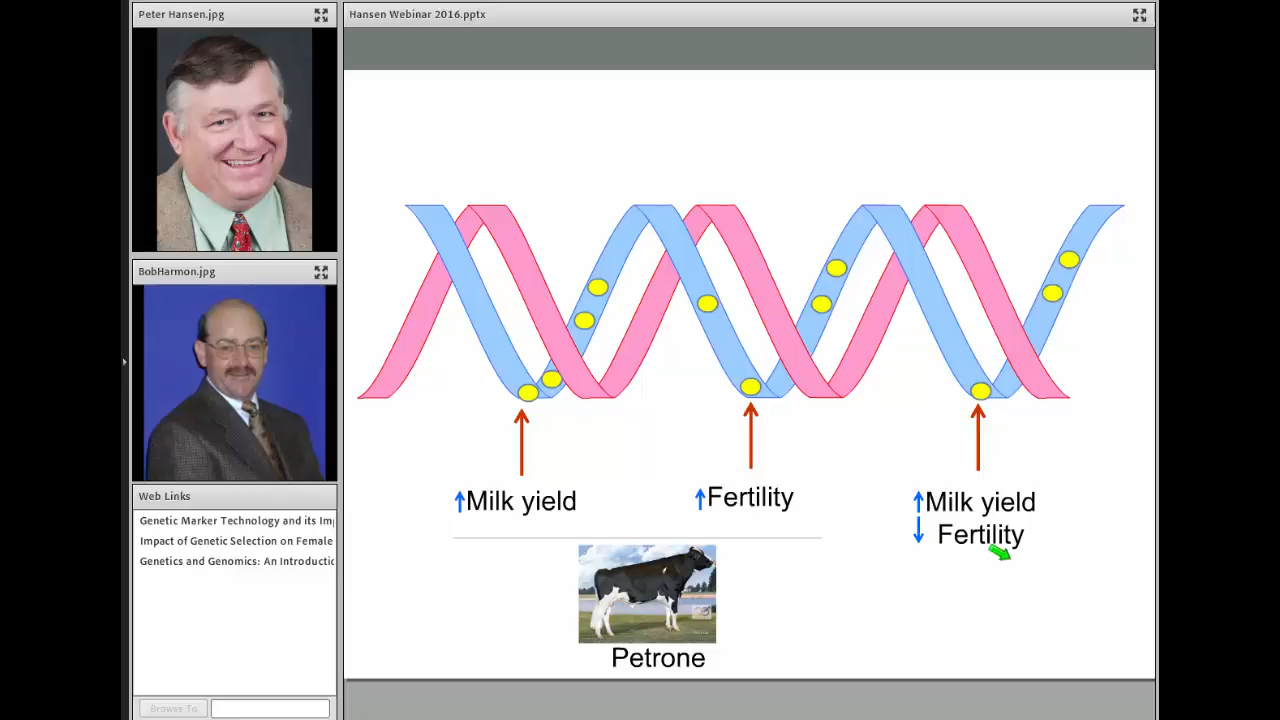 Peter Hansen.jpg
Hansen Webinar 2016.pptx
BobHarmon.jpg
Web Links
Genetic Marker Technology and its Im
Impact of Genetic Selection on Female
Genetics and Genomics: An Introductio
Browse To
↑Milk yield
↑Fertility
↑Milk yield
↓ Fertility
Petrone